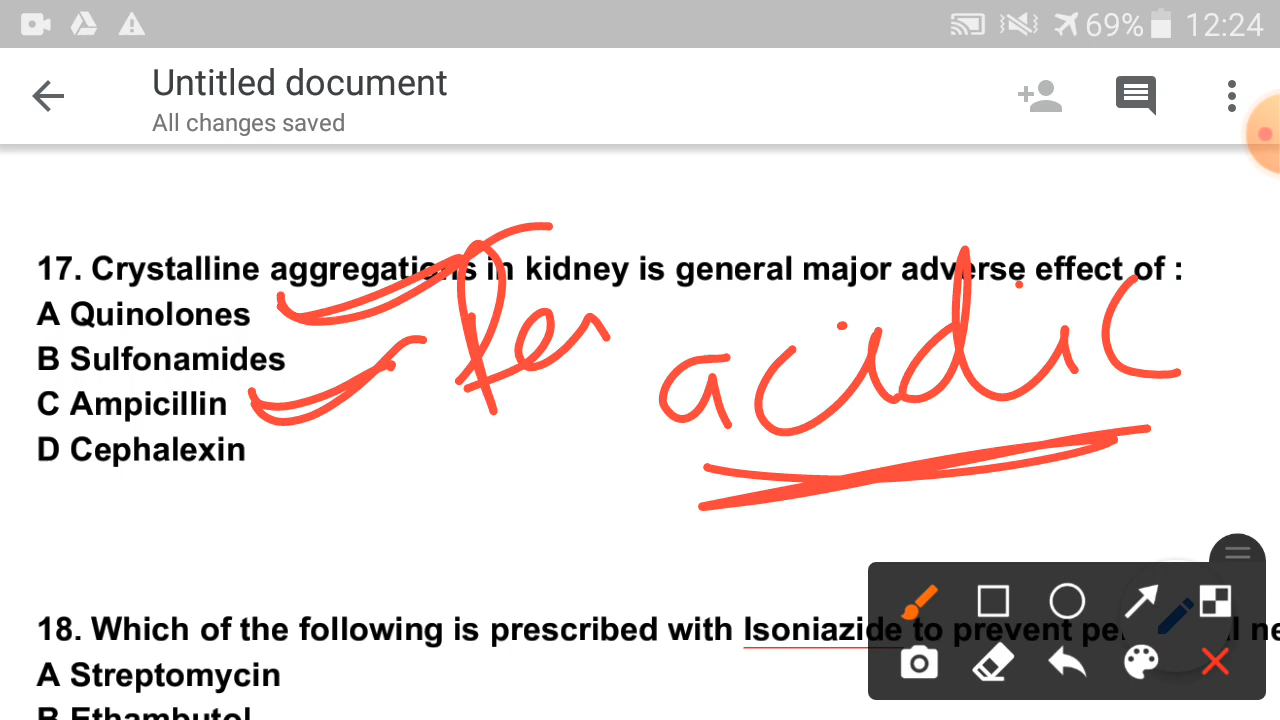 69% 12:24
Untitled document
All changes saved
17. Crystalline aggregations in kidney is general major adverse effect of :
A Quinolones
B Sulfonamides
C Ampicillin
D Cephalexin
acidic
18. Which of the following is prescribed with Isoniazide to prevent
A Streptomycin
B Ethambutol